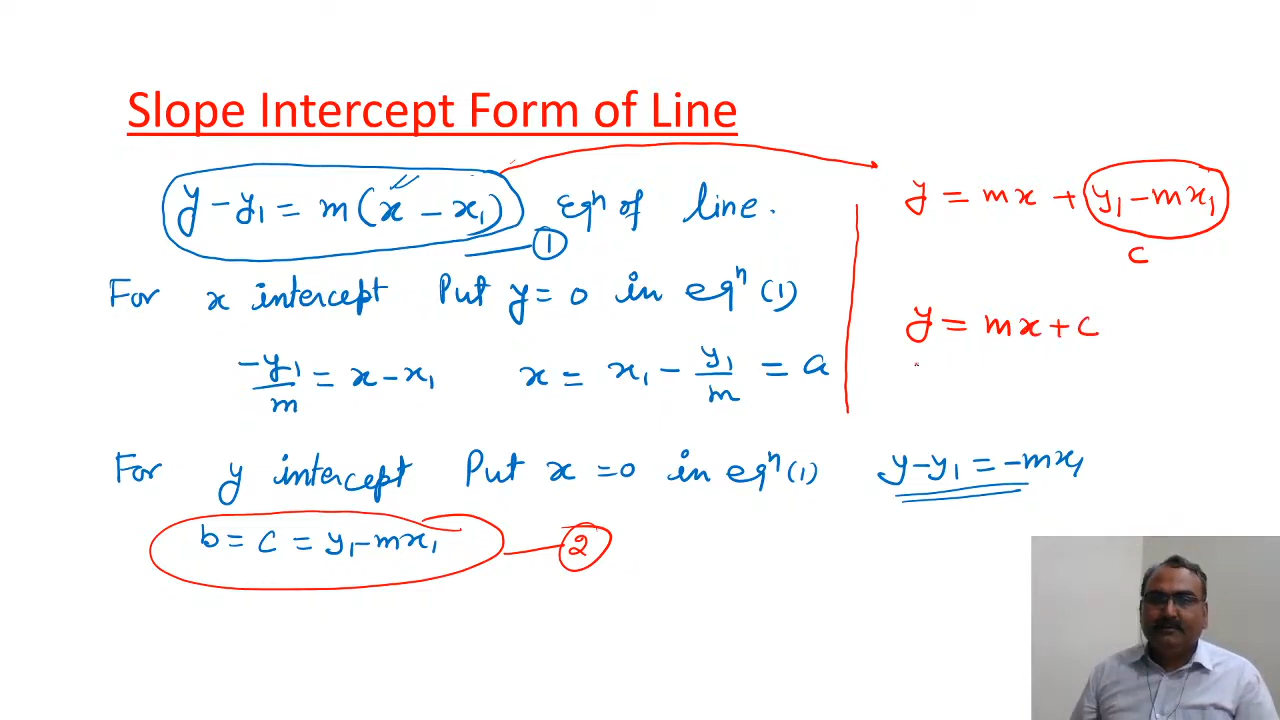 Slope Intercept Form of Line
y - y₁ = m(x - x₁) Eqⁿ of line.
1
For x intercept Put y = 0 in eqⁿ (1)
-y₁/m = x - x₁ x = x₁ - y₁/m = a
For y intercept Put x = 0 in eqⁿ (1) y - y₁ = -mx₁
b = c = y₁ - mx₁ 2
y = mx + y₁ - mx₁
c
y = mx + c